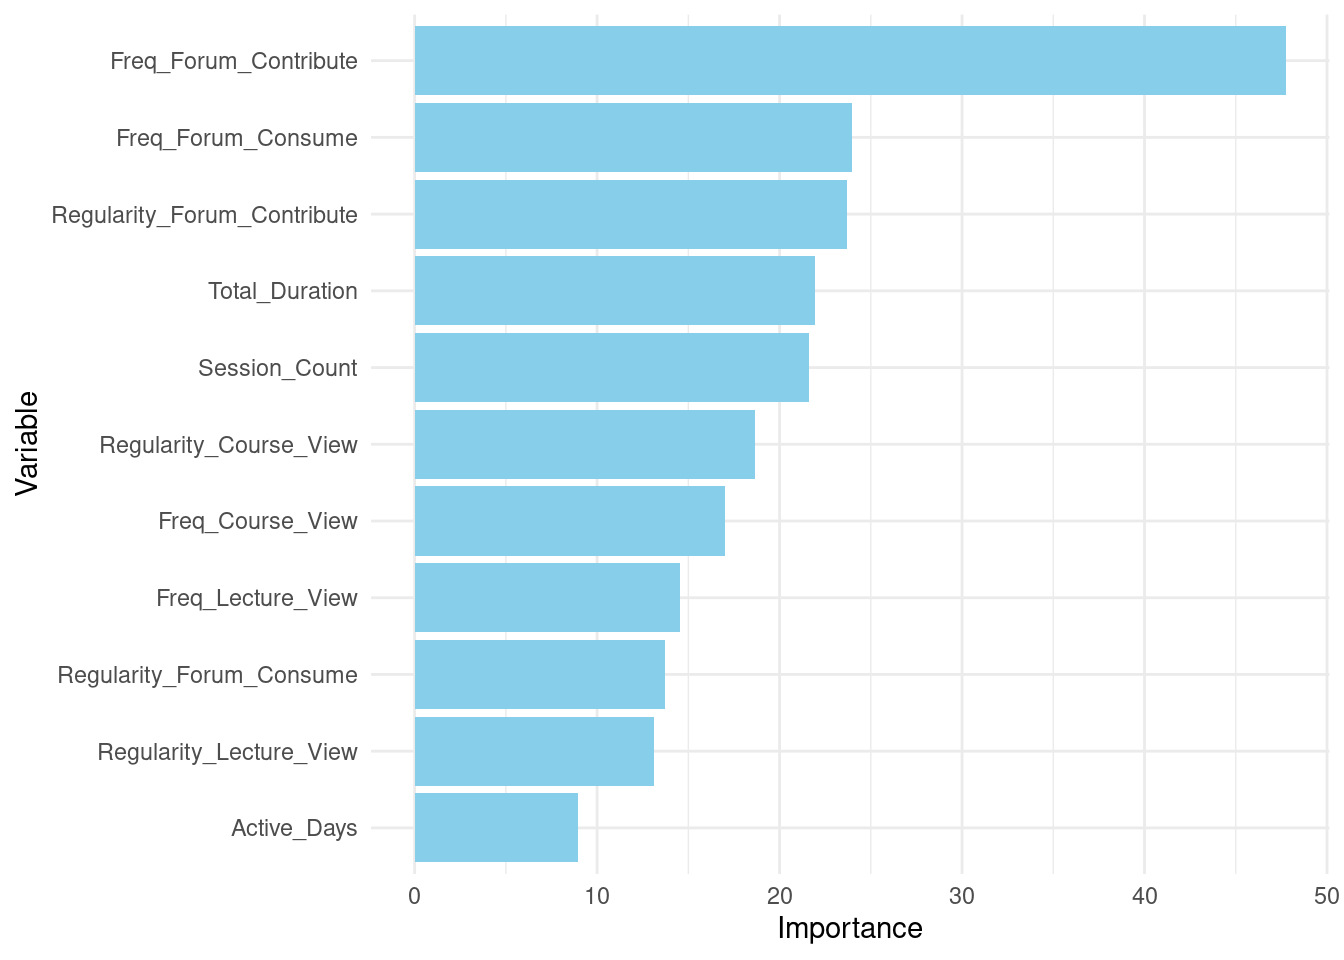 Freq_Forum_Contribute
Freq_Forum_Consume
Regularity_Forum_Contribute
Total_Duration
Session_Count
Regularity_Course_View
Freq_Course_View
Freq_Lecture_View
Regularity_Forum_Consume
Regularity_Lecture_View
Active_Days
Variable
0 10 20 30 40 50
Importance